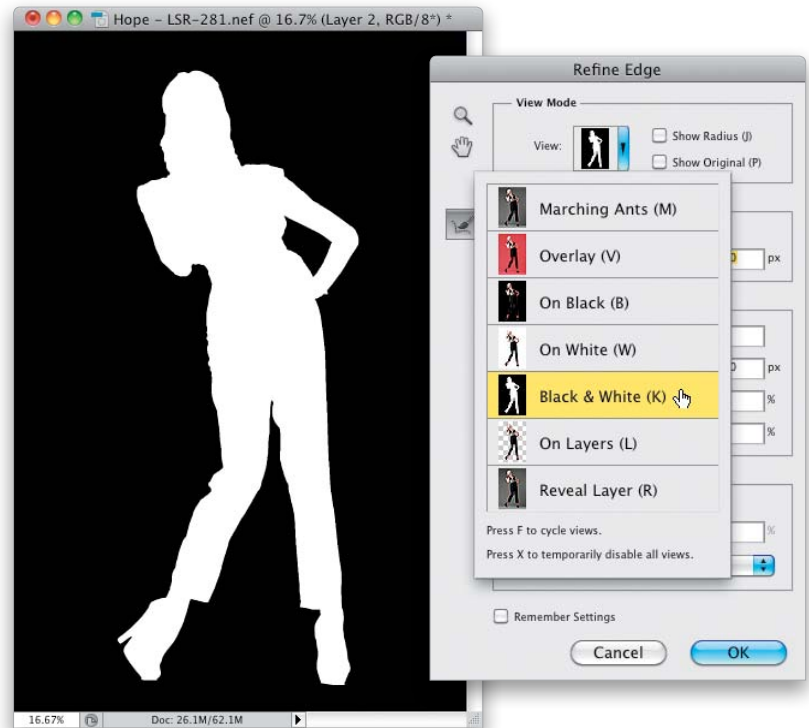 Hope – LSR-281.nef @ 16.7% (Layer 2, RGB/8*) *
Refine Edge
View Mode
View:
Show Radius (J)
Show Original (P)
Marching Ants (M)
Overlay (V)
px
On Black (B)
On White (W)
px
Black & White (K)
%
On Layers (L)
%
Reveal Layer (R)
Press F to cycle views.
%
Press X to temporarily disable all views.
Remember Settings
Cancel
OK
16.67%
Doc: 26.1M/62.1M